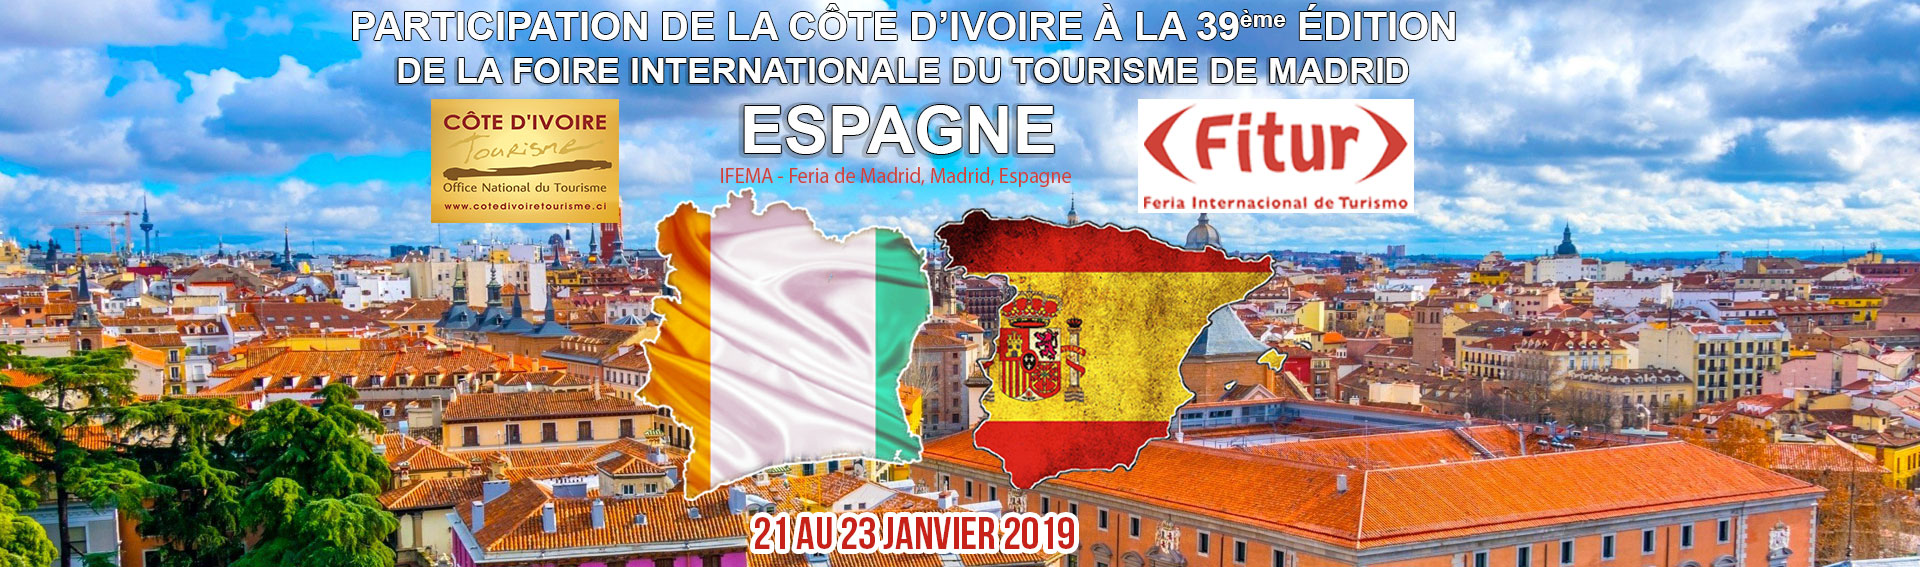 PARTICIPATION DE LA CÔTE D’IVOIRE À LA 39ème ÉDITION
DE LA FOIRE INTERNATIONALE DU TOURISME DE MADRID
ESPAGNE
IFEMA - Feria de Madrid, Madrid, Espagne
CÔTE D'IVOIRE
Tourisme
Office National du Tourisme
www.cotedivoiretourisme.ci
Fitur
Feria Internacional de Turismo
21 AU 23 JANVIER 2019